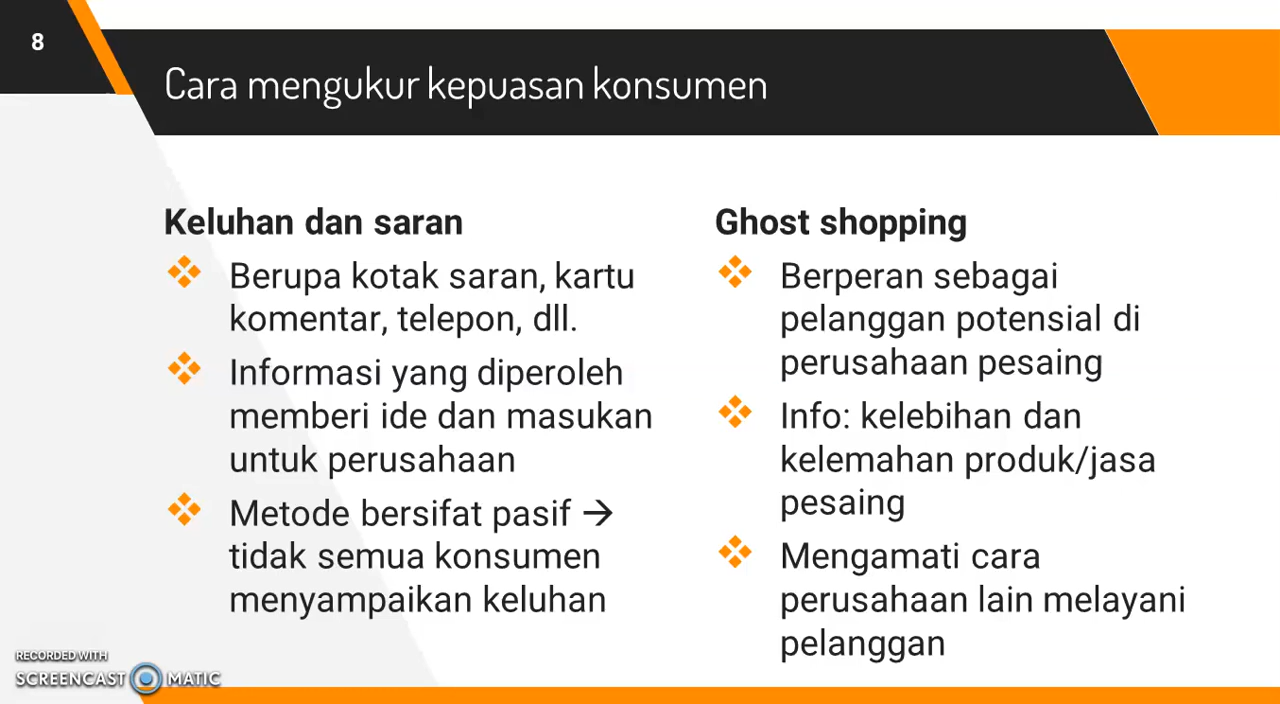 8
Cara mengukur kepuasan konsumen
Keluhan dan saran
Berupa kotak saran, kartu
komentar, telepon, dll.
Informasi yang diperoleh
memberi ide dan masukan
untuk perusahaan
Metode bersifat pasif →
tidak semua konsumen
menyampaikan keluhan
Ghost shopping
Berperan sebagai
pelanggan potensial di
perusahaan pesaing
Info: kelebihan dan
kelemahan produk/jasa
pesaing
Mengamati cara
perusahaan lain melayani
pelanggan
RECORDED WITH
SCREENCAST MATIC